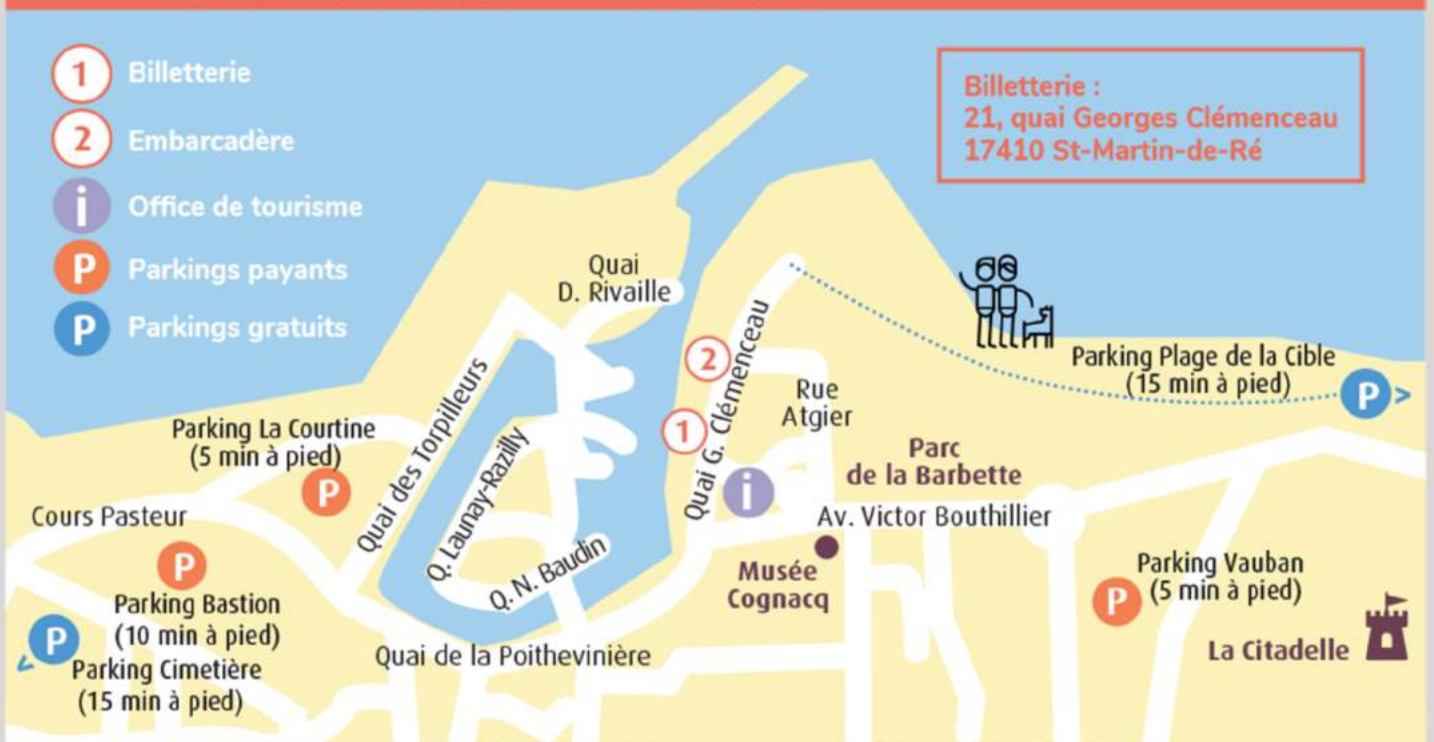 1 Billetterie
2 Embarcadère
i Office de tourisme
P Parkings payants
P Parkings gratuits
Billetterie :
21, quai Georges Clémenceau
17410 St-Martin-de-Ré
Quai
D. Rivaille
2
1
Quai G. Clémenceau
Rue
Atgier
Parking Plage de la Cible
(15 min à pied)
P >
Parking La Courtine
(5 min à pied)
P
Quai des Torpilleurs
Q. Launay-Razilly
Q. N. Baudin
i
Parc
de la Barbette
Av. Victor Bouthillier
Musée
Cognacq
Cours Pasteur
P
Parking Bastion
(10 min à pied)
P
Parking Cimetière
(15 min à pied)
Quai de la Poithevinière
Parking Vauban
P (5 min à pied)
La Citadelle